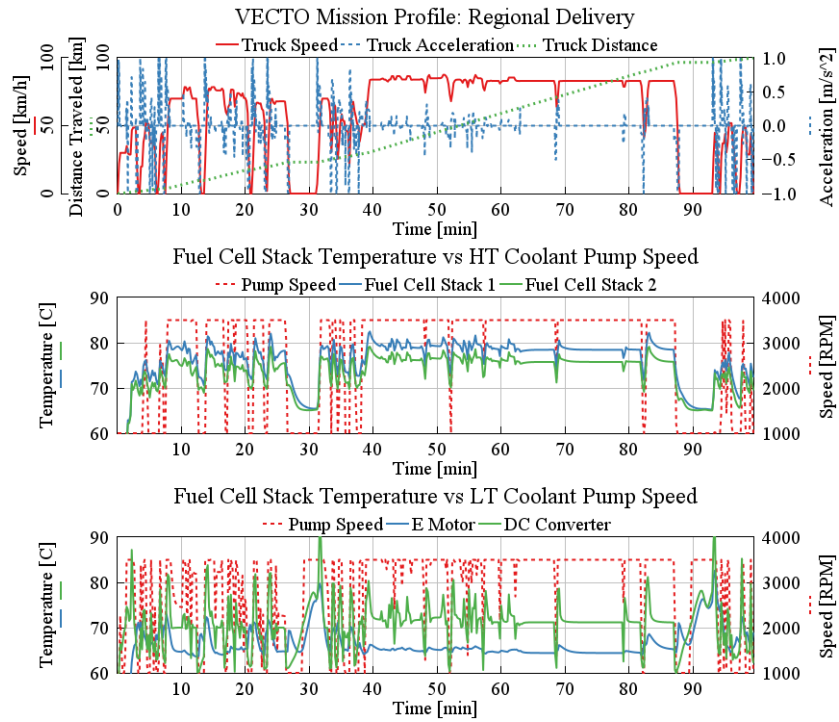 VECTO Mission Profile: Regional Delivery
Truck Speed Truck Acceleration Truck Distance
Speed [km/h]
Distance Traveled [km]
Acceleration [m/s^2]
100 100 1.0
0.5
50 50 0.0
−0.5
0 0 −1.0
0 10 20 30 40 50 60 70 80 90
Time [min]
Fuel Cell Stack Temperature vs HT Coolant Pump Speed
Pump Speed Fuel Cell Stack 1 Fuel Cell Stack 2
Temperature [C]
Speed [RPM]
90 4000
80 3000
70 2000
60 1000
10 20 30 40 50 60 70 80 90
Time [min]
Fuel Cell Stack Temperature vs LT Coolant Pump Speed
Pump Speed E Motor DC Converter
Temperature [C]
Speed [RPM]
90 4000
80 3000
70 2000
60 1000
10 20 30 40 50 60 70 80 90
Time [min]